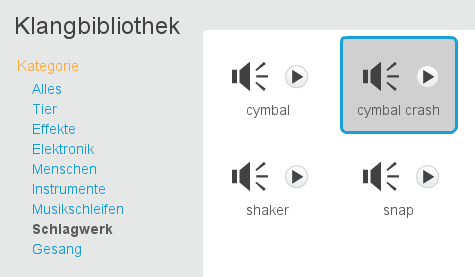 Klangbibliothek
Kategorie
Alles
Tier
Effekte
Elektronik
Menschen
Instrumente
Musikschleifen
Schlagwerk
Gesang
cymbal
cymbal crash
shaker
snap